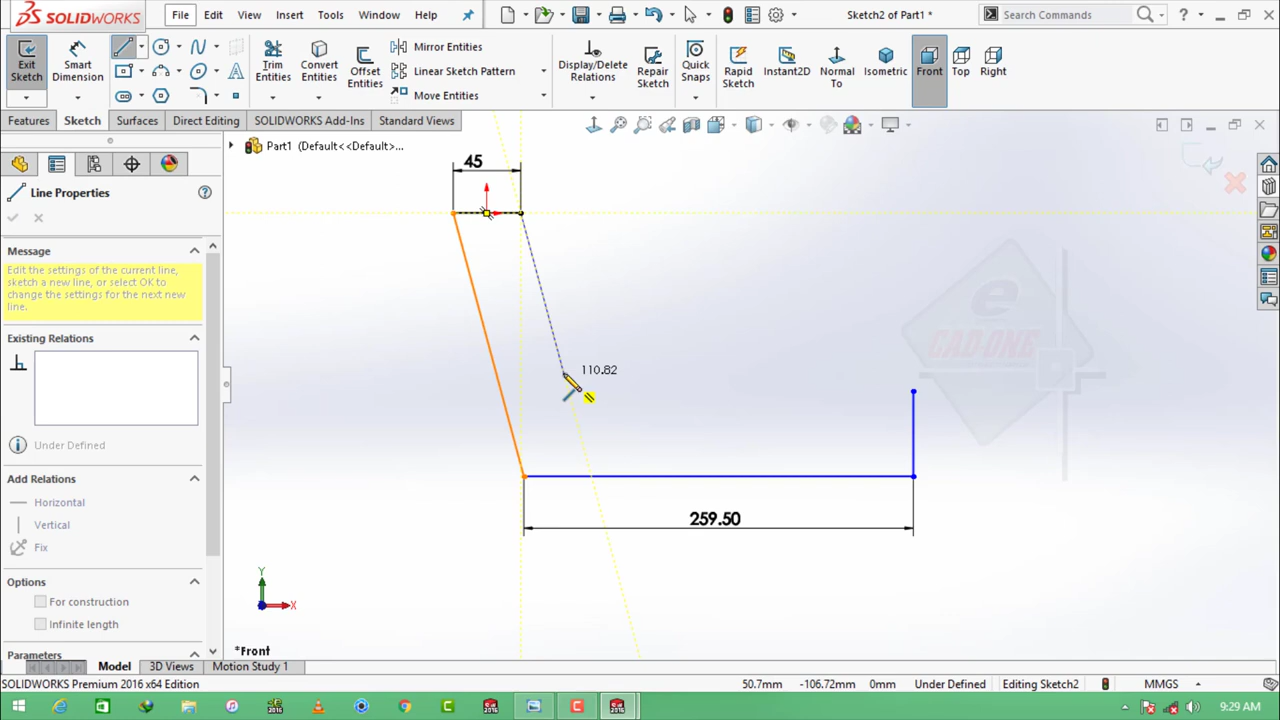 SOLIDWORKS
File Edit View Insert Tools Window Help
Sketch2 of Part1 *
Search Commands
?
Exit Sketch
Smart Dimension
Trim Entities
Convert Entities
Offset Entities
Mirror Entities
Linear Sketch Pattern
Move Entities
Display/Delete Relations
Repair Sketch
Quick Snaps
Rapid Sketch
Instant2D
Normal To
Isometric
Front
Top
Right
Features Sketch Surfaces Direct Editing SOLIDWORKS Add-Ins Standard Views
Part1 (Default<<Default>...
Line Properties
Message
Edit the settings of the current line,
sketch a new line, or select OK to
change the settings for the next new
line.
Existing Relations
Under Defined
Add Relations
Horizontal
Vertical
Fix
Options
For construction
Infinite length
Parameters
45
110.82
259.50
e
CAD-ONE
Y
X
*Front
Model 3D Views Motion Study 1
SOLIDWORKS Premium 2016 x64 Edition
50.7mm -106.72mm 0mm Under Defined Editing Sketch2 MMGS
9:29 AM